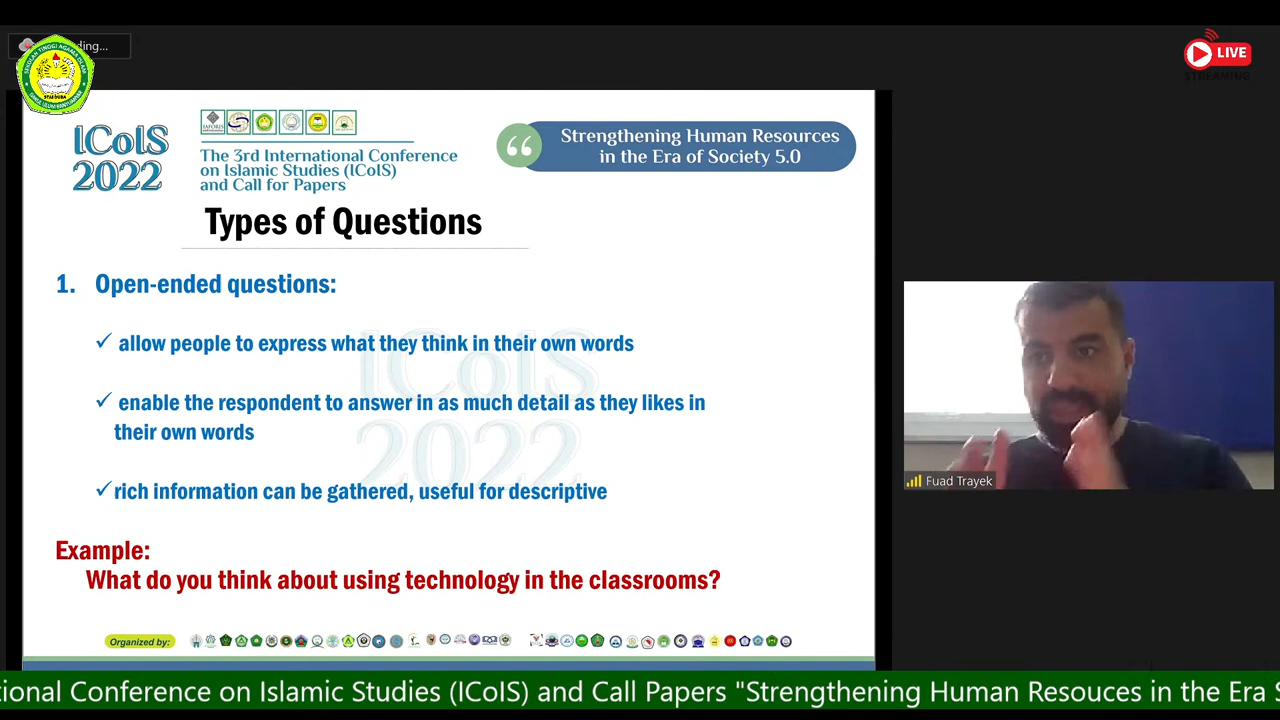 ding...
LIVE
STREAMING
ICoIS
2022
The 3rd International Conference
on Islamic Studies (ICoIS)
and Call for Papers
Strengthening Human Resources
in the Era of Society 5.0
Types of Questions
1. Open-ended questions:
✓ allow people to express what they think in their own words
✓ enable the respondent to answer in as much detail as they likes in
their own words
✓ rich information can be gathered, useful for descriptive
ICoIS
2022
Example:
What do you think about using technology in the classrooms?
Organized by:
Fuad Trayek
tional Conference on Islamic Studies (ICoIS) and Call Papers "Strengthening Human Resouces in the Era S